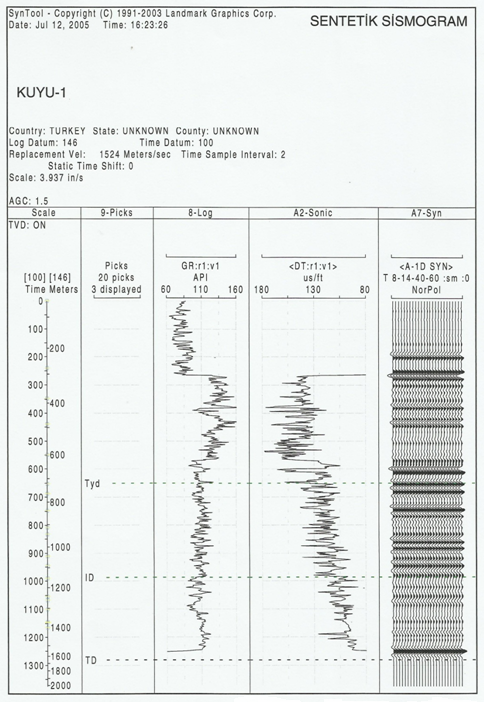 SynTool - Copyright (C) 1991-2003 Landmark Graphics Corp.
Date: Jul 12, 2005 Time: 16:23:26
SENTETİK SİSMOGRAM
KUYU-1
Country: TURKEY State: UNKNOWN County: UNKNOWN
Log Datum: 146 Time Datum: 100
Replacement Vel: 1524 Meters/sec Time Sample Interval: 2
Static Time Shift: 0
Scale: 3.937 in/s
AGC: 1.5
Scale 9-Picks 8-Log A2-Sonic A7-Syn
TVD: ON
Picks GR:r1:v1 <DT:r1:v1> <A-1D SYN>
[100] [146] 20 picks API us/ft T 8-14-40-60 :sm :0
Time Meters 3 displayed 60 110 160 180 130 80 NorPol
0
100
200
200
300
400
400
500
600 600
Tyd
700
800
800
900
1000
1000 ID
1200
1100
1400
1200
1300 1600 TD
1800
2000